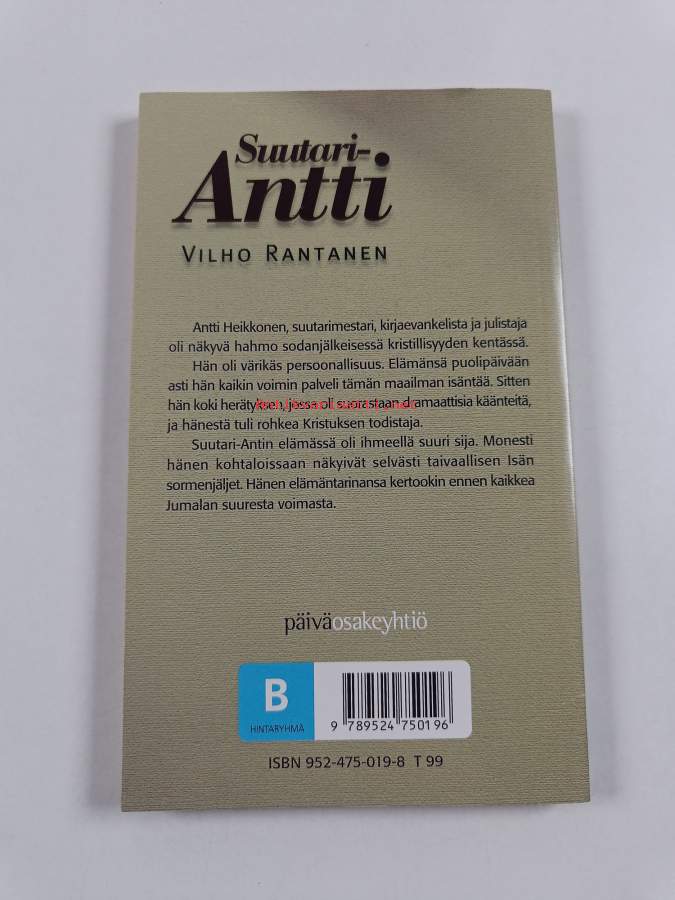 Suutari-
Antti
VILHO RANTANEN
Antti Heikkonen, suutarimestari, kirjaevankelista ja julistaja
oli näkyvä hahmo sodanjälkeisessä kristillisyyden kentässä.
Hän oli värikäs persoonallisuus. Elämänsä puolipäivään
asti hän kaikin voimin palveli tämän maailman isäntää. Sitten
hän koki herätyksen, jossa oli suorastaan dramaattisia käänteitä,
ja hänestä tuli rohkea Kristuksen todistaja.
Suutari-Antin elämässä oli ihmeellä suuri sija. Monesti
hänen kohtaloissaan näkyivät selvästi taivaallisen Isän
sormenjäljet. Hänen elämäntarinansa kertookin ennen kaikkea
Jumalan suuresta voimasta.
päiväosakeyhtiö
B
HINTARYHMÄ
9 789524 750196
ISBN 952-475-019-8 T 99